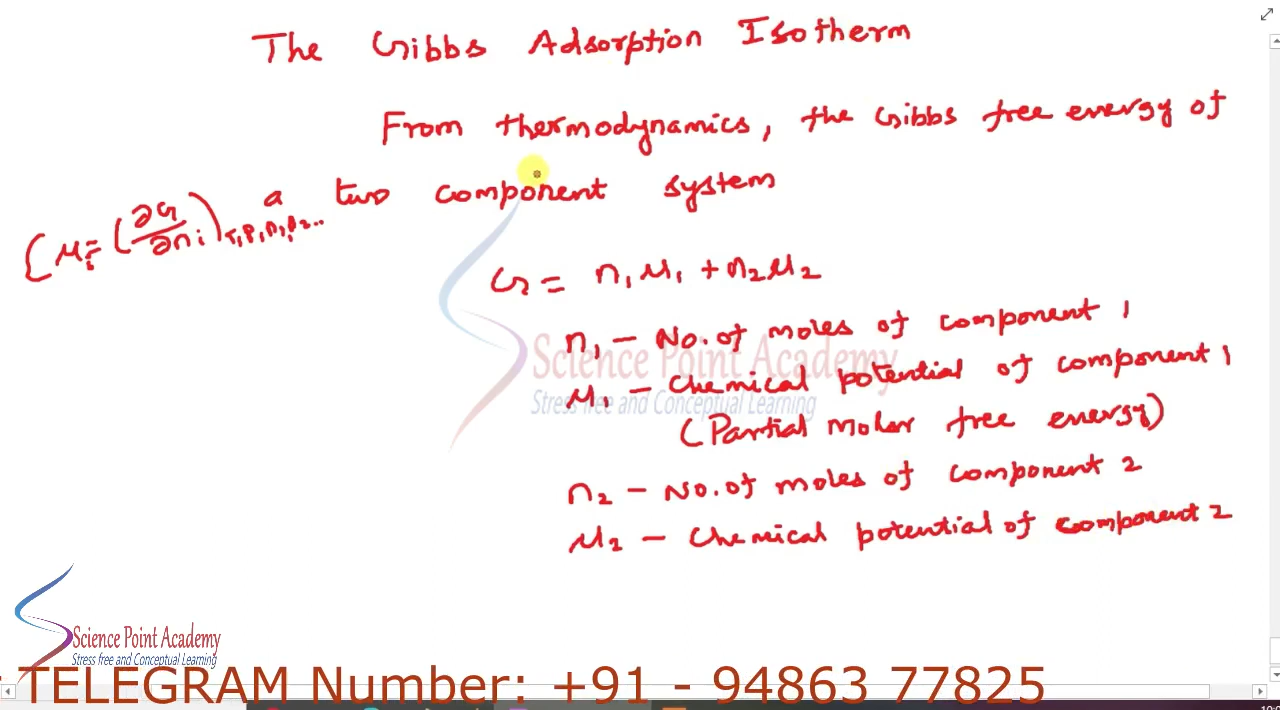 The Gibbs Adsorption Isotherm
From thermodynamics, the Gibbs free energy of
a two component system
[μi = (∂G/∂ni)T,P,n1,n2..
G = n1μ1 + n2μ2
n1 – No. of moles of component 1
μ1 – Chemical potential of component 1
(Partial molar free energy)
n2 – No. of moles of component 2
μ2 – Chemical potential of component 2
Science Point Academy
Stress free and Conceptual Learning
Science Point Academy
Stress free and Conceptual Learning
TELEGRAM Number: +91 - 94863 77825